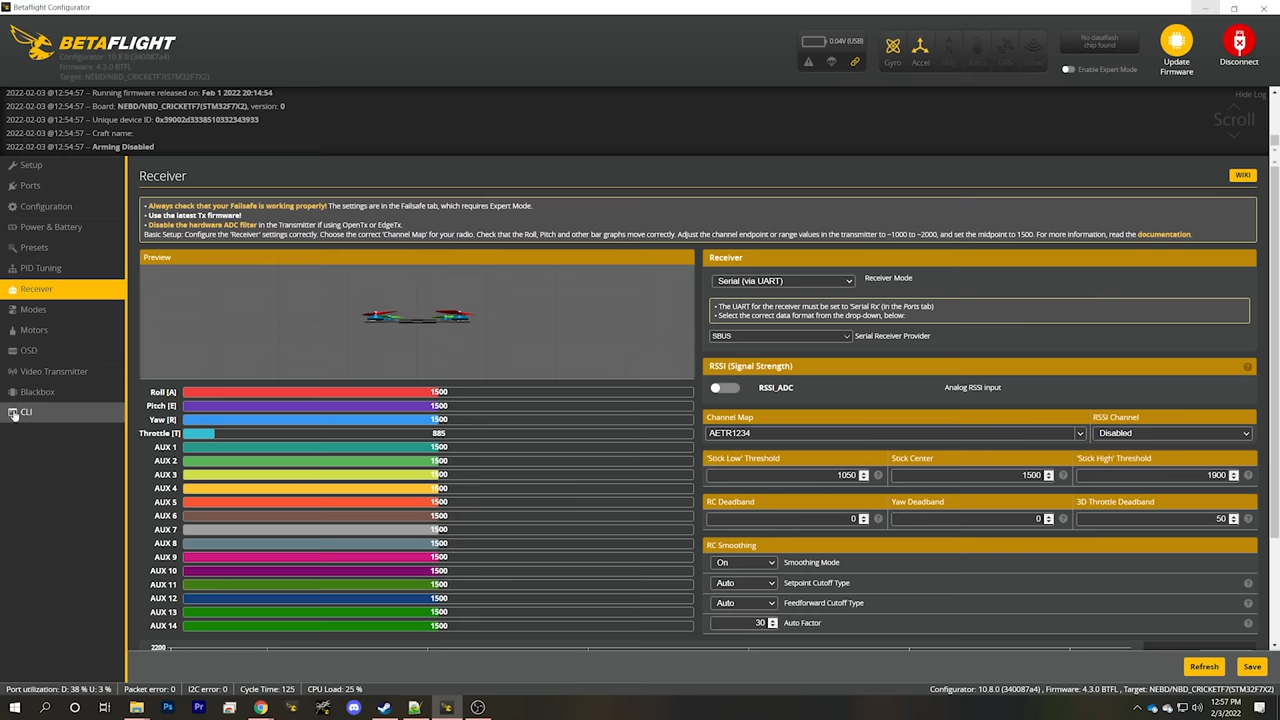 Betaflight Configurator
BETAFLIGHT
Configurator: 10.8.0 (340087a4)
Firmware: 4.3.0 BTFL
Target: NEBD/NBD_CRICKETF7(STM32F7X2)
0.04V (USB)
Gyro
Accel
No dataflash
chip found
Enable Expert Mode
Update
Firmware
Disconnect
2022-02-03 @12:54:57 -- Running firmware released on: Feb 1 2022 20:14:54
2022-02-03 @12:54:57 -- Board: NEBD/NBD_CRICKETF7(STM32F7X2), version: 0
2022-02-03 @12:54:57 -- Unique device ID: 0x39002d3338510332343933
2022-02-03 @12:54:57 -- Craft name:
2022-02-03 @12:54:57 -- Arming Disabled
Hide Log
Scroll
Setup
Ports
Configuration
Power & Battery
Presets
PID Tuning
Receiver
Modes
Motors
OSD
Video Transmitter
Blackbox
CLI
Receiver
WIKI
• Always check that your Failsafe is working properly! The settings are in the Failsafe tab, which requires Expert Mode.
• Use the latest Tx firmware!
• Disable the hardware ADC filter in the Transmitter if using OpenTx or EdgeTx.
Basic Setup: Configure the 'Receiver' settings correctly. Choose the correct 'Channel Map' for your radio. Check that the Roll, Pitch and other bar graphs move correctly. Adjust the channel endpoint or range values in the transmitter to ~1000 to ~2000, and set the midpoint to 1500. For more information, read the documentation.
Preview
Roll [A] 1500
Pitch [E] 1500
Yaw [R] 1500
Throttle [T] 885
AUX 1 1500
AUX 2 1500
AUX 3 1500
AUX 4 1500
AUX 5 1500
AUX 6 1500
AUX 7 1500
AUX 8 1500
AUX 9 1500
AUX 10 1500
AUX 11 1500
AUX 12 1500
AUX 13 1500
AUX 14 1500
2200
Receiver
Serial (via UART) Receiver Mode
• The UART for the receiver must be set to 'Serial Rx' (in the Ports tab)
• Select the correct data format from the drop-down, below:
SBUS Serial Receiver Provider
RSSI (Signal Strength)
RSSI_ADC Analog RSSI input
Channel Map RSSI Channel
AETR1234 Disabled
'Stick Low' Threshold Stick Center 'Stick High' Threshold
1050 1500 1900
RC Deadband Yaw Deadband 3D Throttle Deadband
0 0 50
RC Smoothing
On Smoothing Mode
Auto Setpoint Cutoff Type
Auto Feedforward Cutoff Type
30 Auto Factor
Refresh Save
Port utilization: D: 38 % U: 3 % Packet error: 0 I2C error: 0 Cycle Time: 125 CPU Load: 25 %
Configurator: 10.8.0 (340087a4) , Firmware: 4.3.0 BTFL , Target: NEBD/NBD_CRICKETF7(STM32F7X2)
Ps
Pr
12:57 PM
2/3/2022